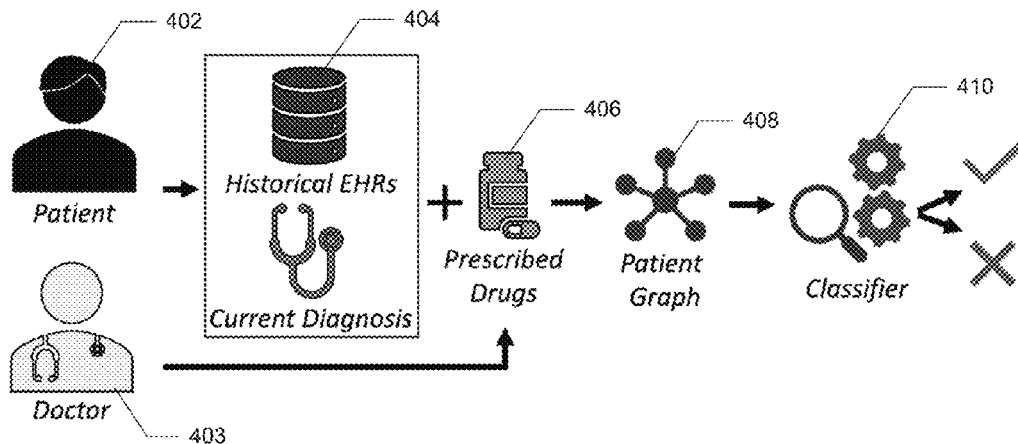 402
404
406
408
410
Historical EHRs
Patient
Current Diagnosis
Prescribed
Drugs
Patient
Graph
Classifier
Doctor
403